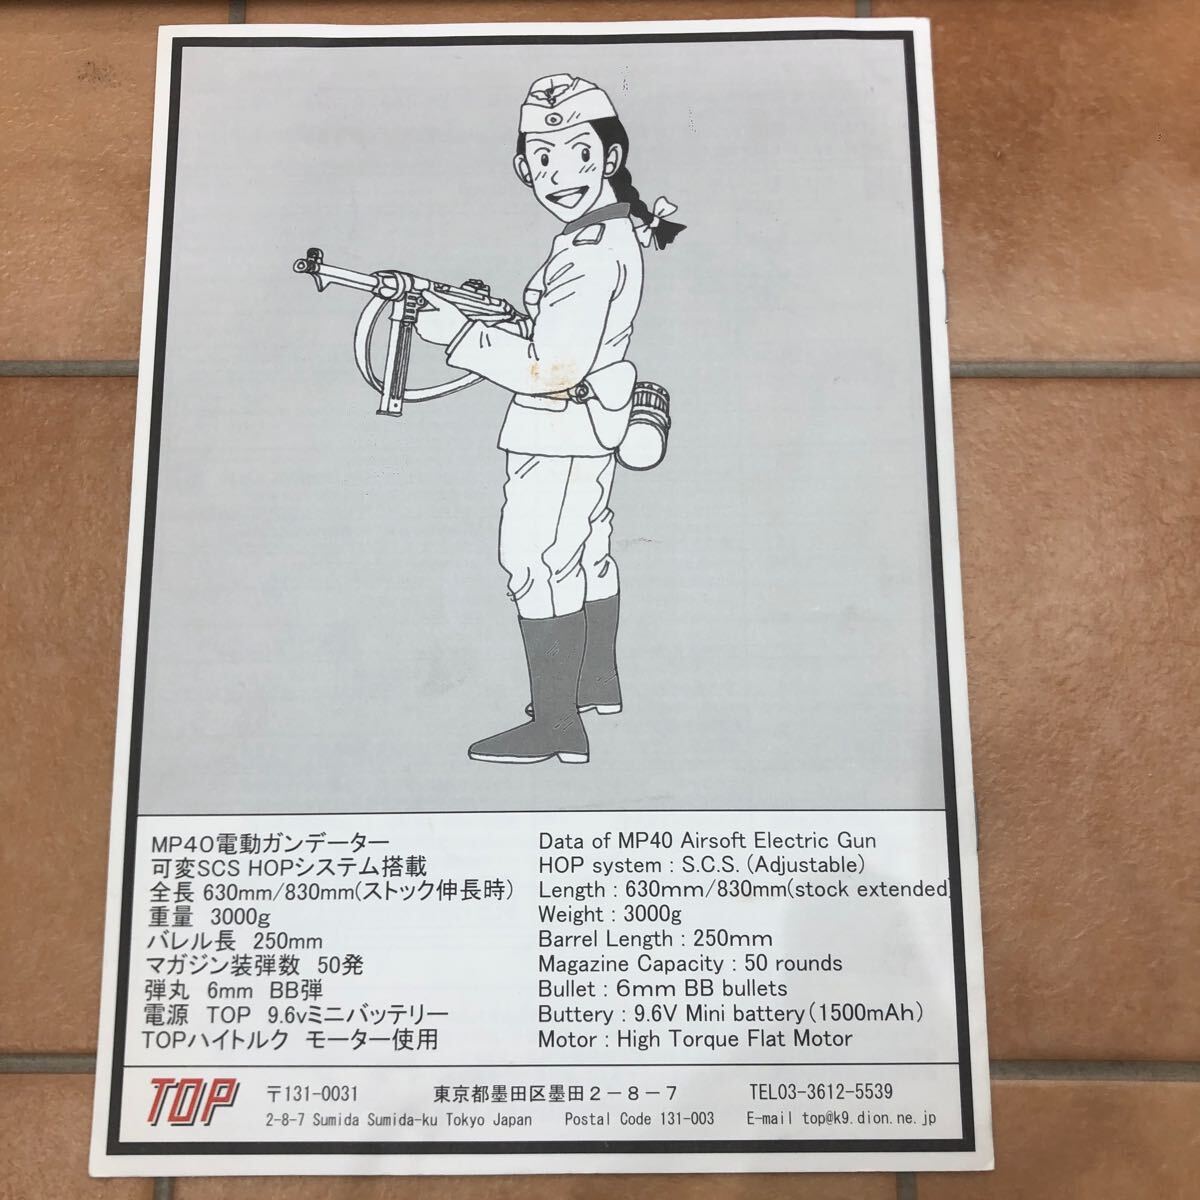 MP40電動ガンデーター
可変SCS HOPシステム搭載
全長 630mm/830mm(ストック伸長時)
重量 3000g
バレル長 250mm
マガジン装弾数 50発
弾丸 6mm BB弾
電源 TOP 9.6vミニバッテリー
TOPハイトルク モーター使用
Data of MP40 Airsoft Electric Gun
HOP system : S.C.S. (Adjustable)
Length : 630mm/830mm(stock extended)
Weight : 3000g
Barrel Length : 250mm
Magazine Capacity : 50 rounds
Bullet : 6mm BB bullets
Buttery : 9.6V Mini battery(1500mAh)
Motor : High Torque Flat Motor
TOP
〒131-0031 東京都墨田区墨田2-8-7 TEL03-3612-5539
2-8-7 Sumida Sumida-ku Tokyo Japan Postal Code 131-003 E-mail top@k9.dion.ne.jp